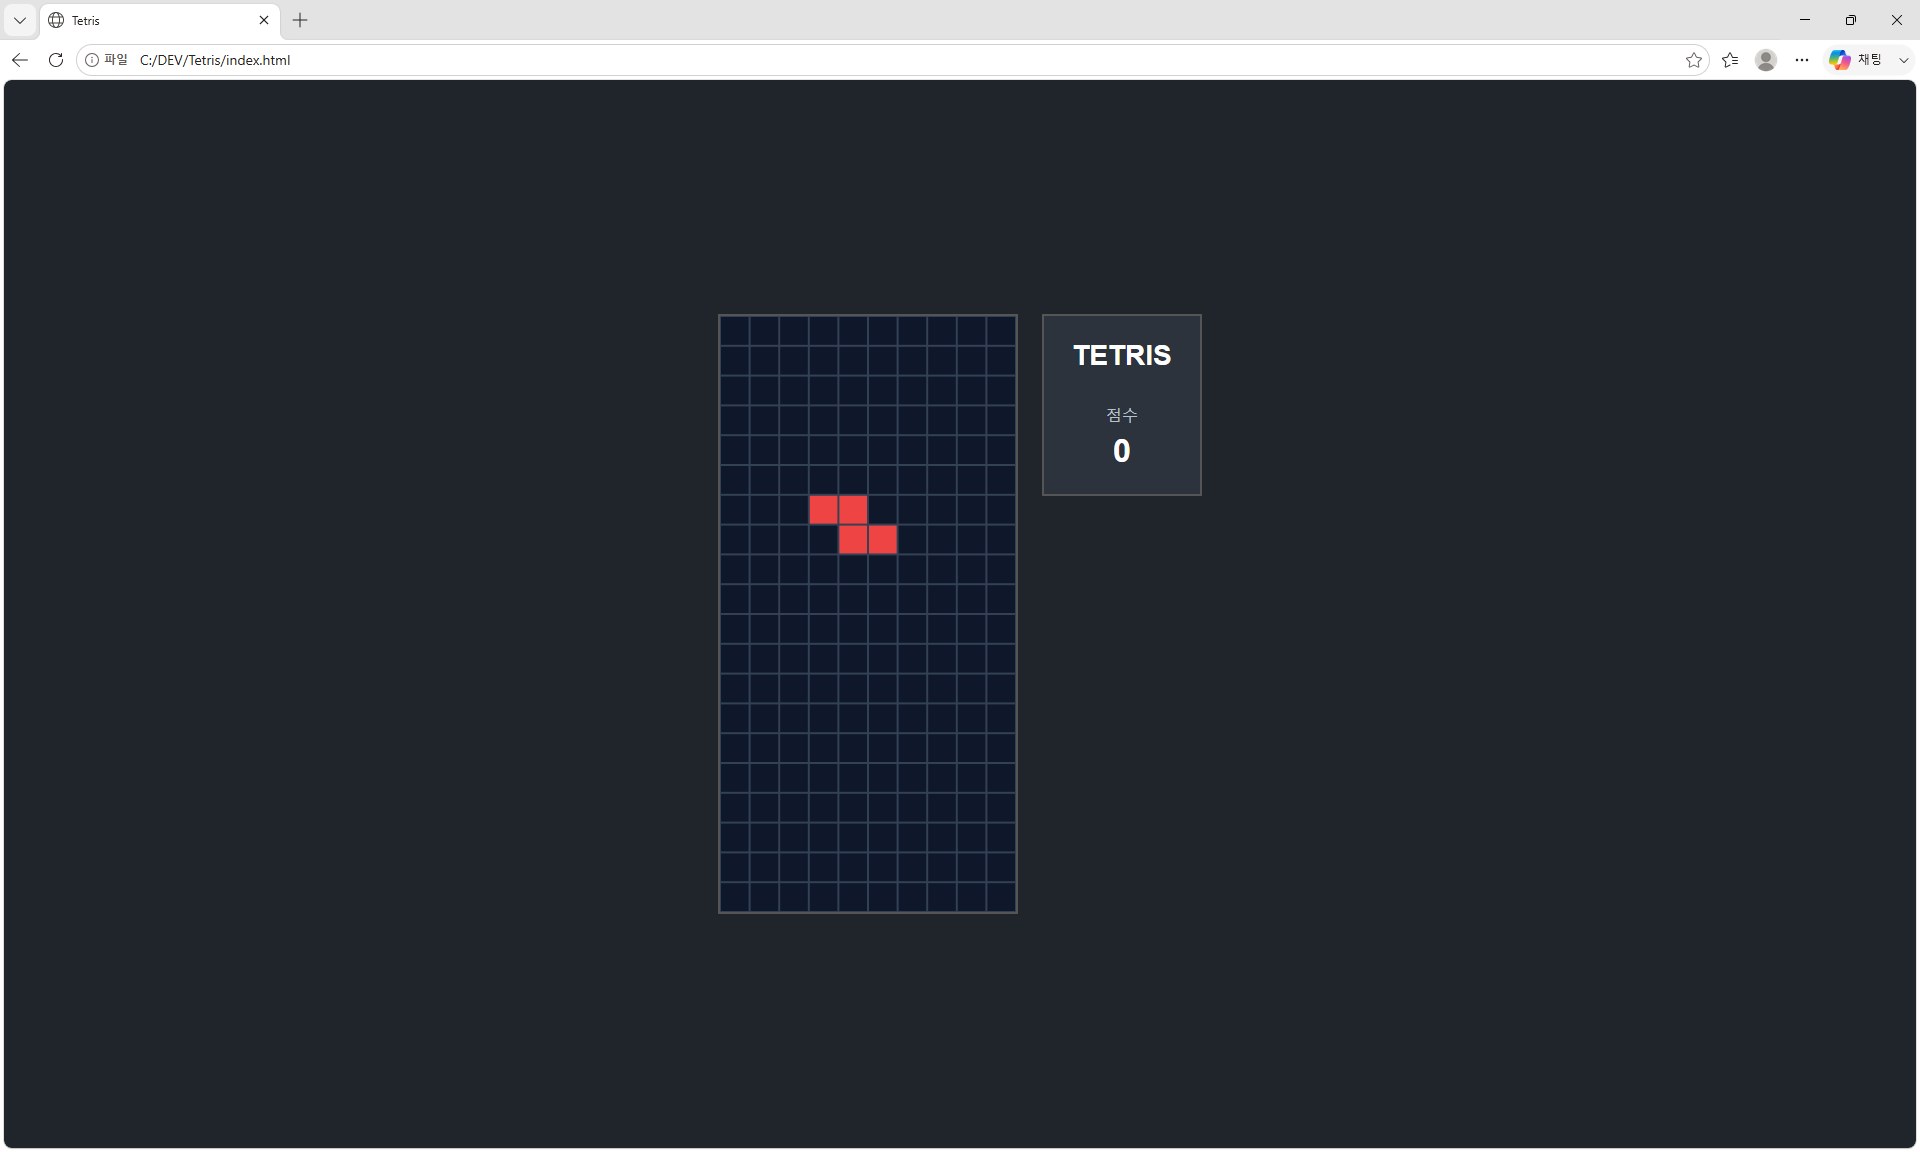 Tetris
파일 C:/DEV/Tetris/index.html
채팅
TETRIS
점수
0